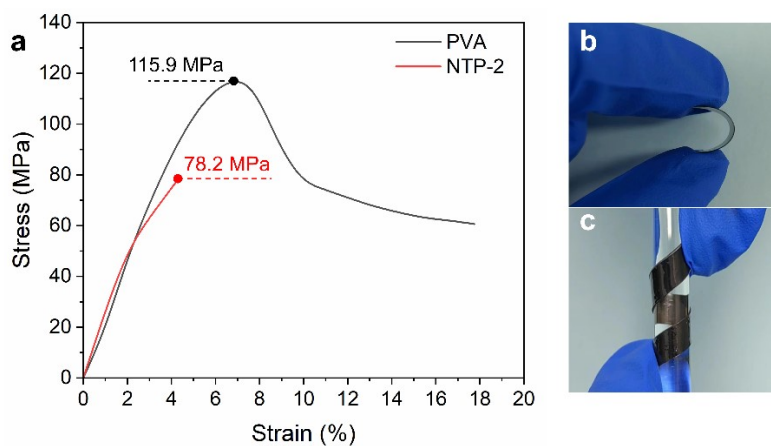 a
140
120
100
80
60
40
20
0
Stress (MPa)
115.9 MPa
78.2 MPa
PVA
NTP-2
0 2 4 6 8 10 12 14 16 18 20
Strain (%)
b
c